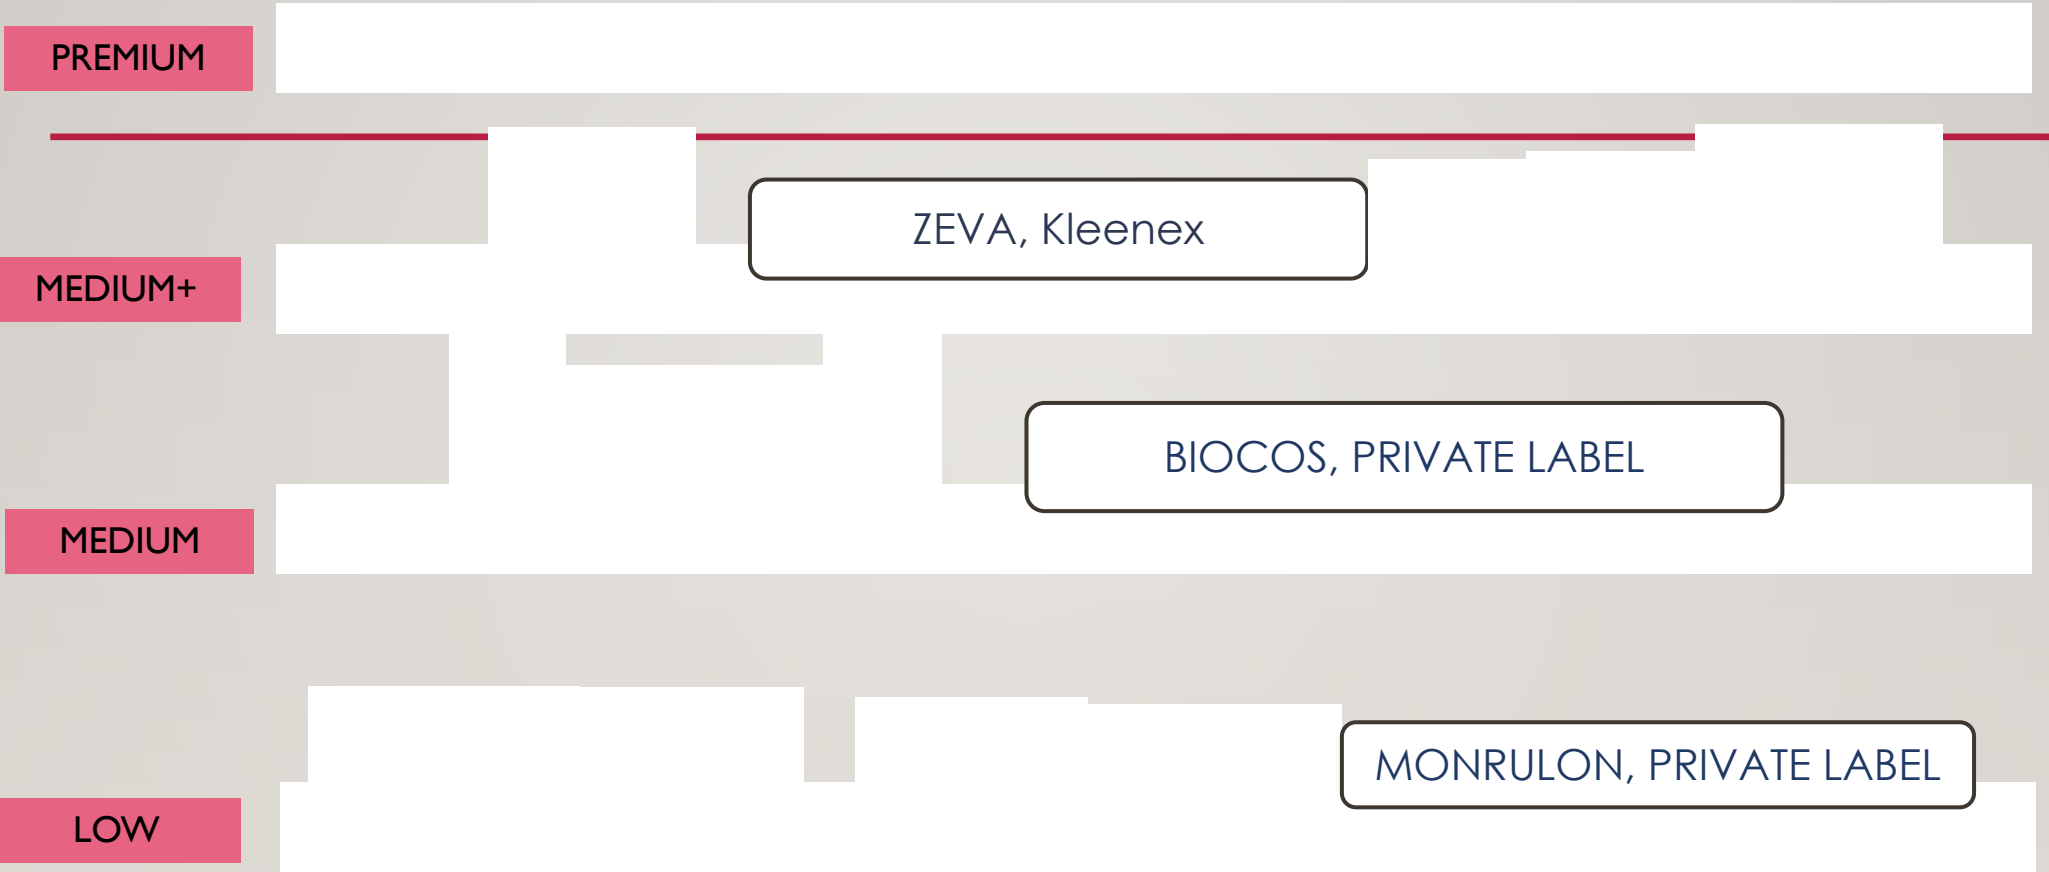 PREMIUM
ZEVA, Kleenex
MEDIUM+
BIOCOS, PRIVATE LABEL
MEDIUM
MONRULON, PRIVATE LABEL
LOW